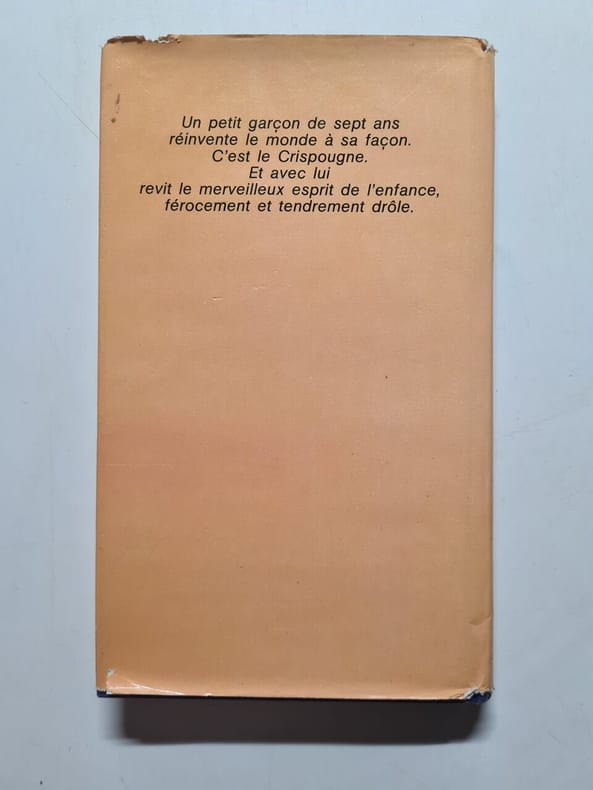 Un petit garçon de sept ans
réinvente le monde à sa façon.
C'est le Crispougne.
Et avec lui
revit le merveilleux esprit de l'enfance,
férocement et tendrement drôle.